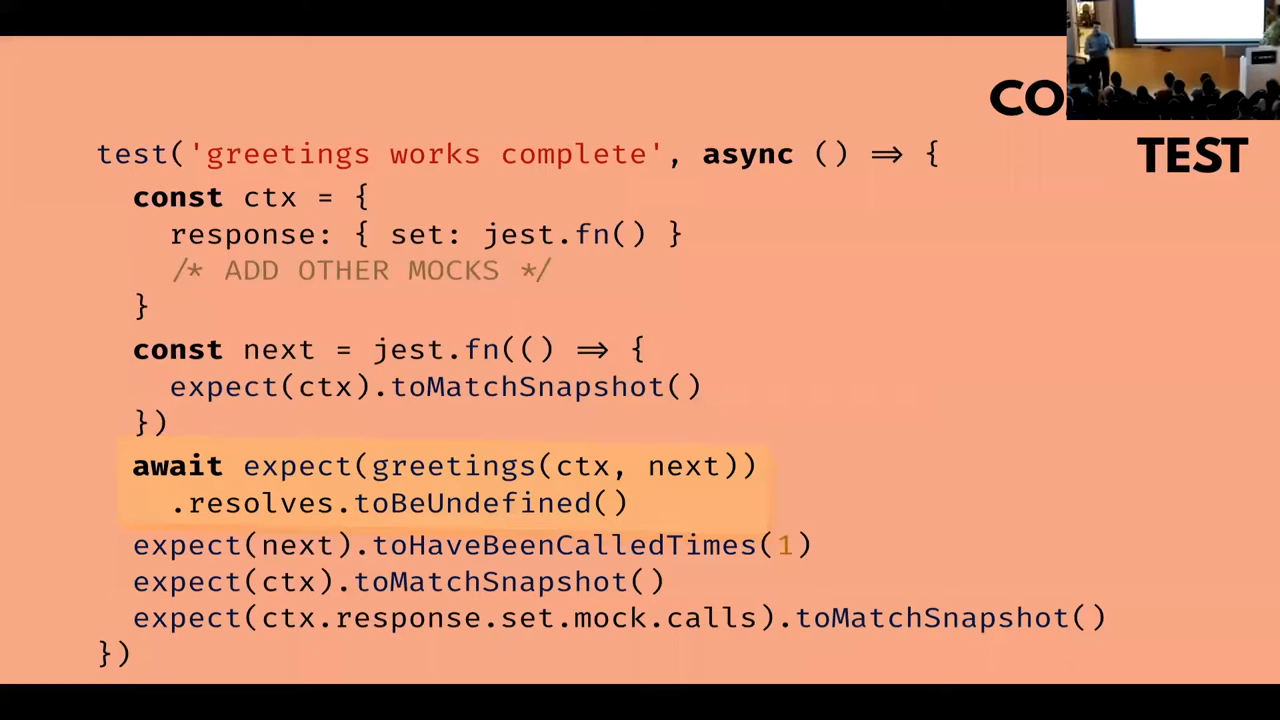 TEST
test('greetings works complete', async () => {
const ctx = {
response: { set: jest.fn() }
/* ADD OTHER MOCKS */
}
const next = jest.fn(() => {
expect(ctx).toMatchSnapshot()
})
await expect(greetings(ctx, next))
.resolves.toBeUndefined()
expect(next).toHaveBeenCalledTimes(1)
expect(ctx).toMatchSnapshot()
expect(ctx.response.set.mock.calls).toMatchSnapshot()
})